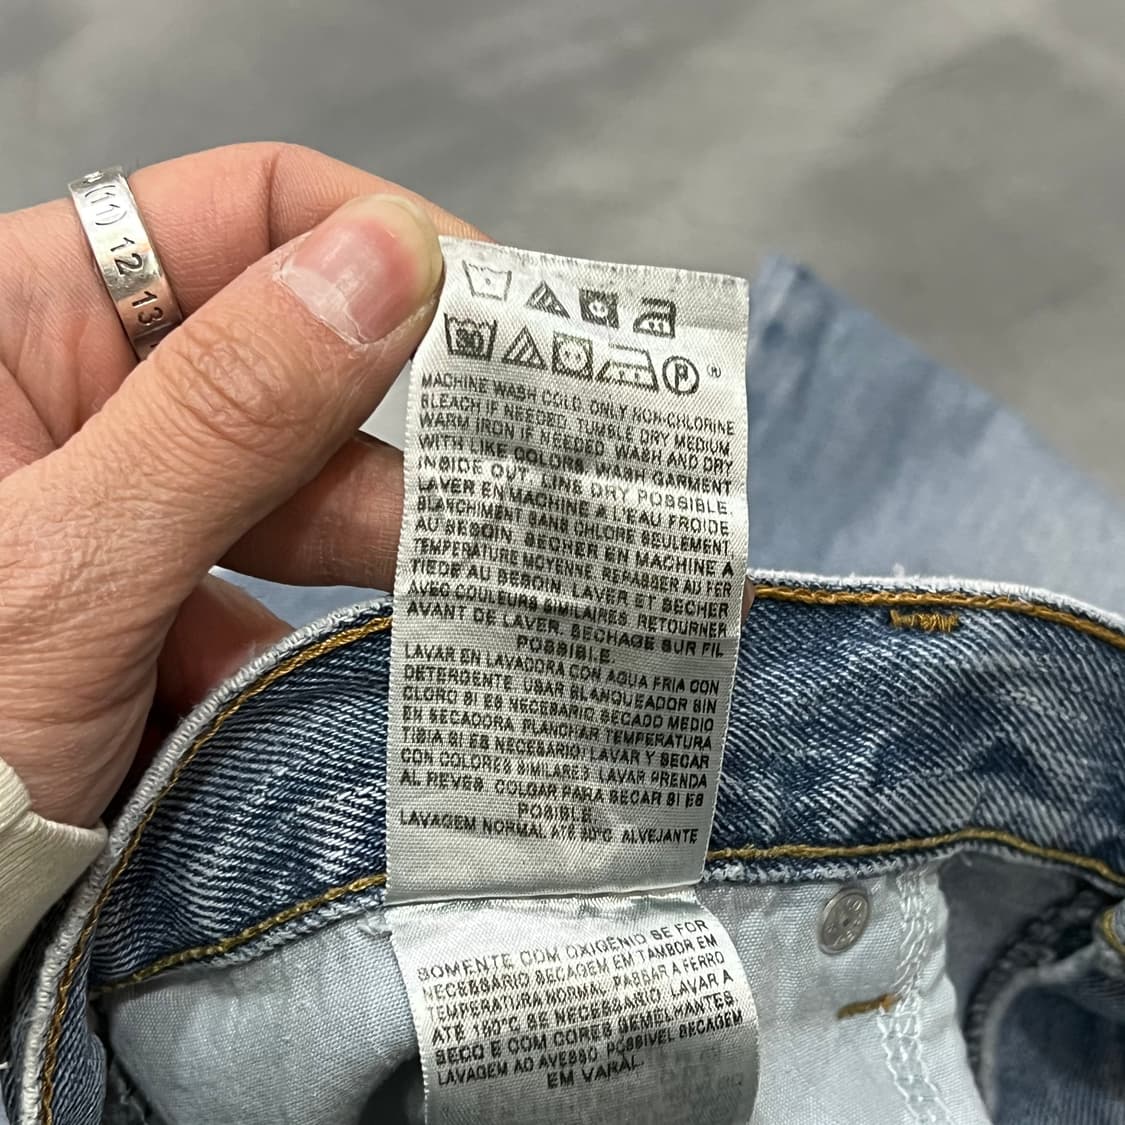 (11) 12 13
30
P ®
MACHINE WASH COLD. ONLY NON-CHLORINE
BLEACH IF NEEDED. TUMBLE DRY MEDIUM
WARM IRON IF NEEDED. WASH AND DRY
WITH LIKE COLORS. WASH GARMENT
INSIDE OUT. LINE DRY POSSIBLE.
LAVER EN MACHINE A L'EAU FROIDE
BLANCHIMENT SANS CHLORE SEULEMENT
AU BESOIN. SECHER EN MACHINE A
TEMPERATURE MOYENNE REPASSER AU FER
TIEDE AU BESOIN. LAVER ET SECHER
AVEC COULEURS SIMILAIRES. RETOURNER
AVANT DE LAVER. SECHAGE SUR FIL
POSSIBLE.
LAVAR EN LAVADORA CON AGUA FRIA CON
DETERGENTE. USAR BLANQUEADOR SIN
CLORO SI ES NECESARIO. SECADO MEDIO
EN SECADORA. PLANCHAR TEMPERATURA
TIBIA SI ES NECESARIO. LAVAR Y SECAR
CON COLORES SIMILARES. LAVAR PRENDA
AL REVES. COLGAR PARA SECAR SI ES
POSIBLE.
LAVAGEM NORMAL ATE 30°C. ALVEJANTE
SOMENTE COM OXIGENIO SE FOR
NECESSARIO. SECAGEM EM TAMBOR EM
TEMPERATURA NORMAL. PASSAR A FERRO
ATE 150°C SE NECESSARIO. LAVAR A
SECO E COM CORES SEMELHANTES.
LAVAGEM AO AVESSO. POSSIVEL SECAGEM
EM VARAL.